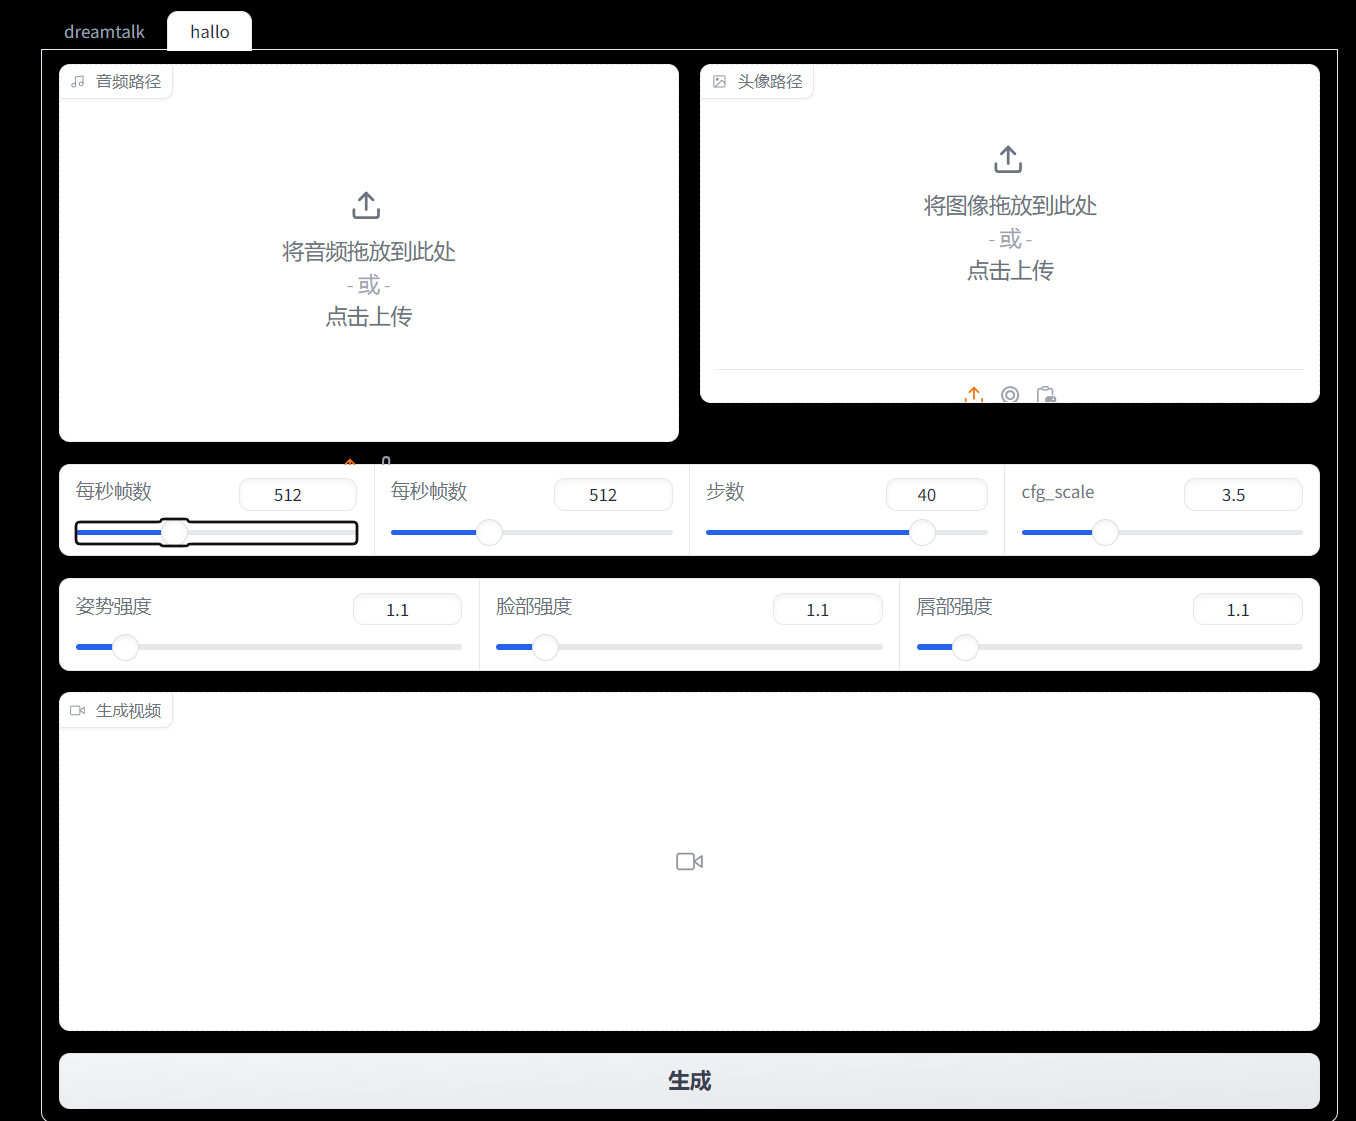 dreamtalk
hallo
音频路径
将音频拖放到此处
- 或 -
点击上传
头像路径
将图像拖放到此处
- 或 -
点击上传
每秒帧数
512
每秒帧数
512
步数
40
cfg_scale
3.5
姿势强度
1.1
脸部强度
1.1
唇部强度
1.1
生成视频
生成